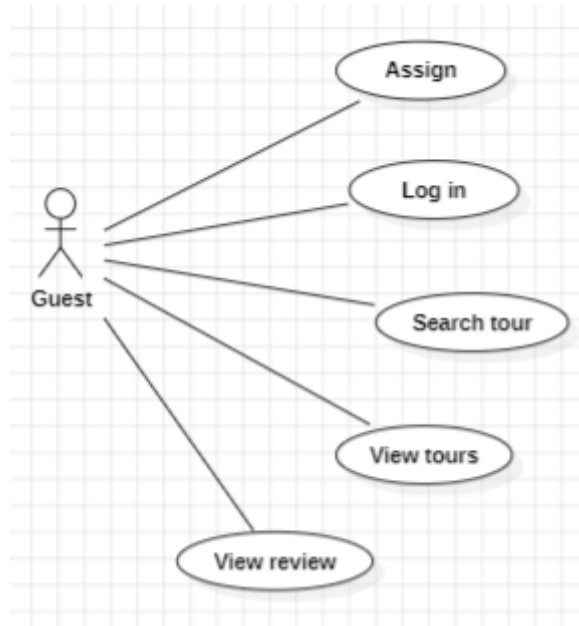 Assign
Log in
Guest
Search tour
View tours
View review